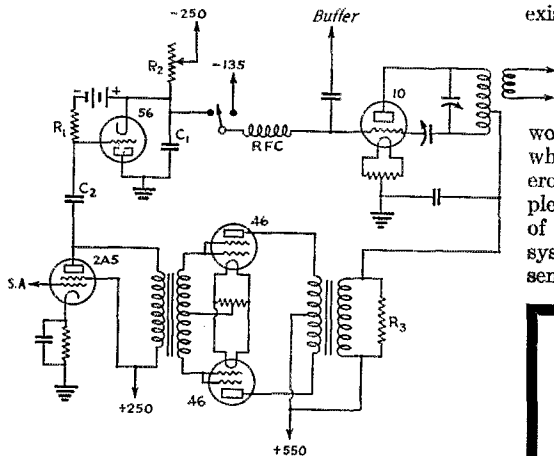 -250
Buffer
exis
R2
-135
- +
56
10
R1
C1
RFC
C2
2A5
S.A
46
46
R3
+250
+550
wo
wh
erc
ple
of
sys
sen